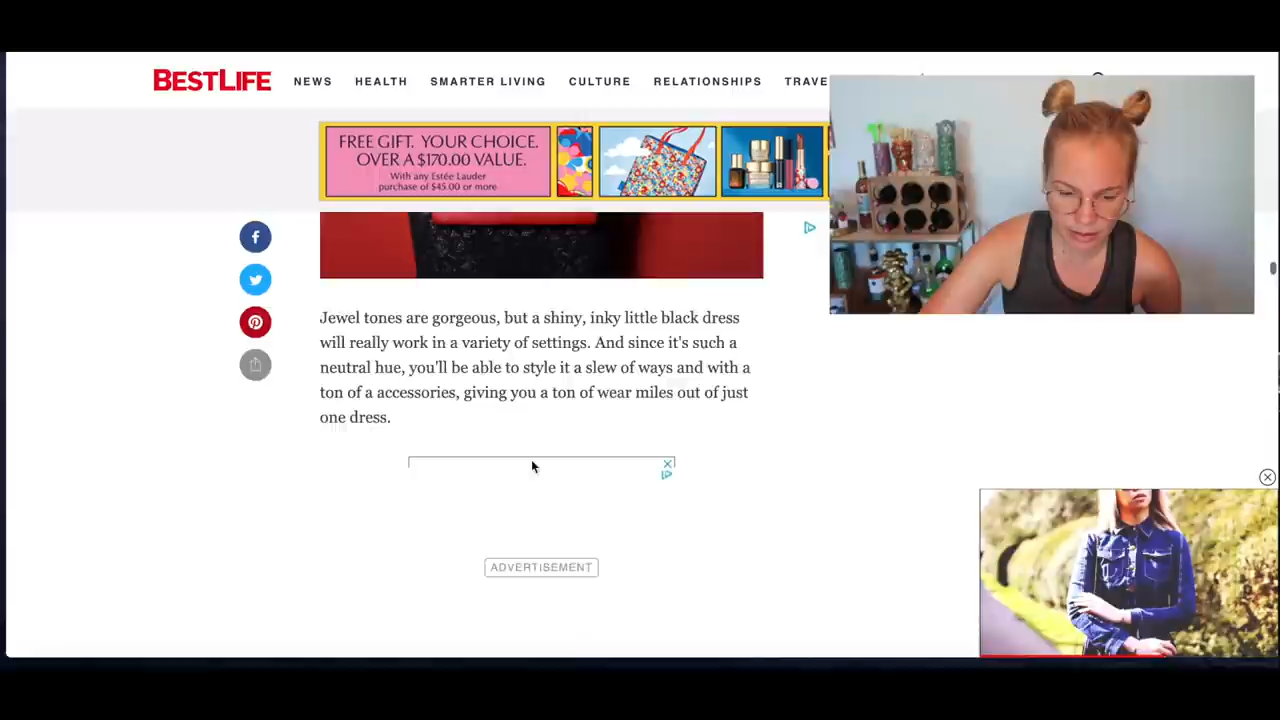 BESTLIFE
NEWS
HEALTH
SMARTER LIVING
CULTURE
RELATIONSHIPS
TRAVE
FREE GIFT. YOUR CHOICE.
OVER A $170.00 VALUE.
With any Estée Lauder
purchase of $45.00 or more
Jewel tones are gorgeous, but a shiny, inky little black dress
will really work in a variety of settings. And since it's such a
neutral hue, you'll be able to style it a slew of ways and with a
ton of a accessories, giving you a ton of wear miles out of just
one dress.
ADVERTISEMENT